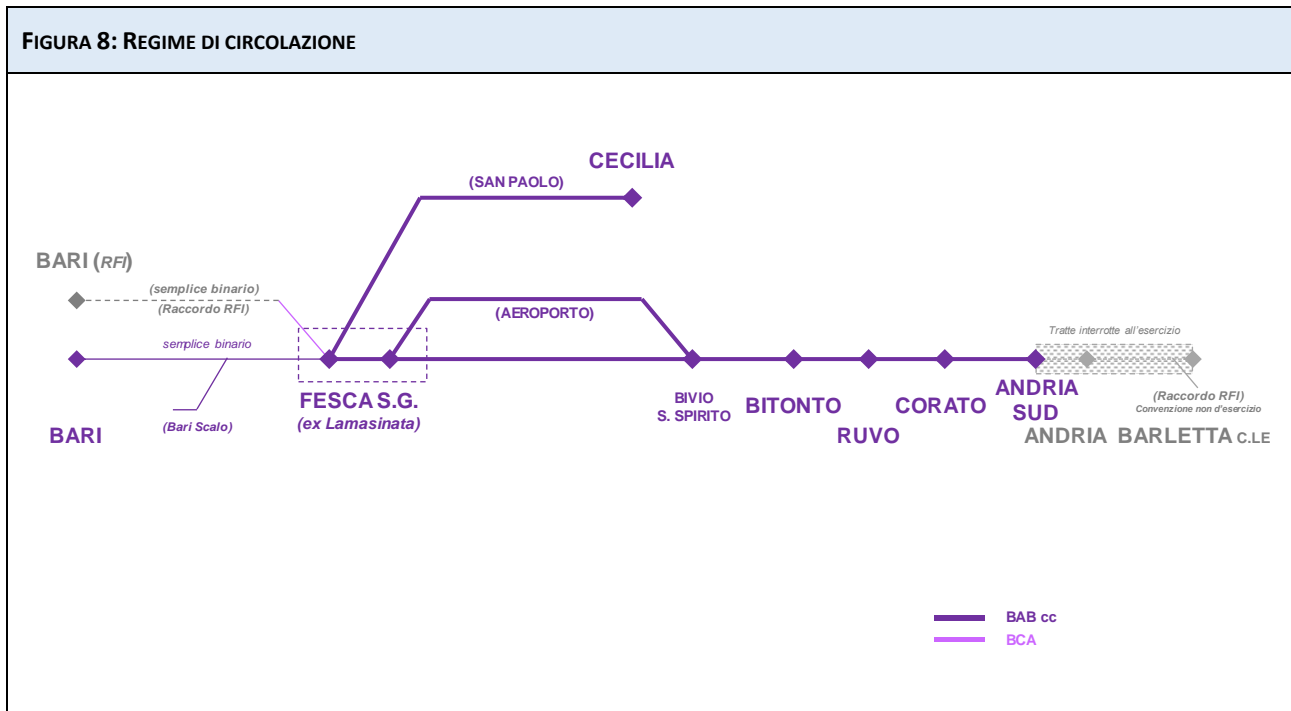 FIGURA 8: REGIME DI CIRCOLAZIONE
CECILIA
(SAN PAOLO)
BARI (RFI)
(semplice binario)
(Raccordo RFI)
(AEROPORTO)
semplice binario
Tratte interrotte all'esercizio
FESCA S.G.
(ex Lamasinata)
(Bari Scalo)
BARI
BIVIO
S. SPIRITO
BITONTO
RUVO
CORATO
ANDRIA
SUD
(Raccordo RFI)
Convenzione non d'esercizio
ANDRIA
BARLETTA C.LE
BAB cc
BCA